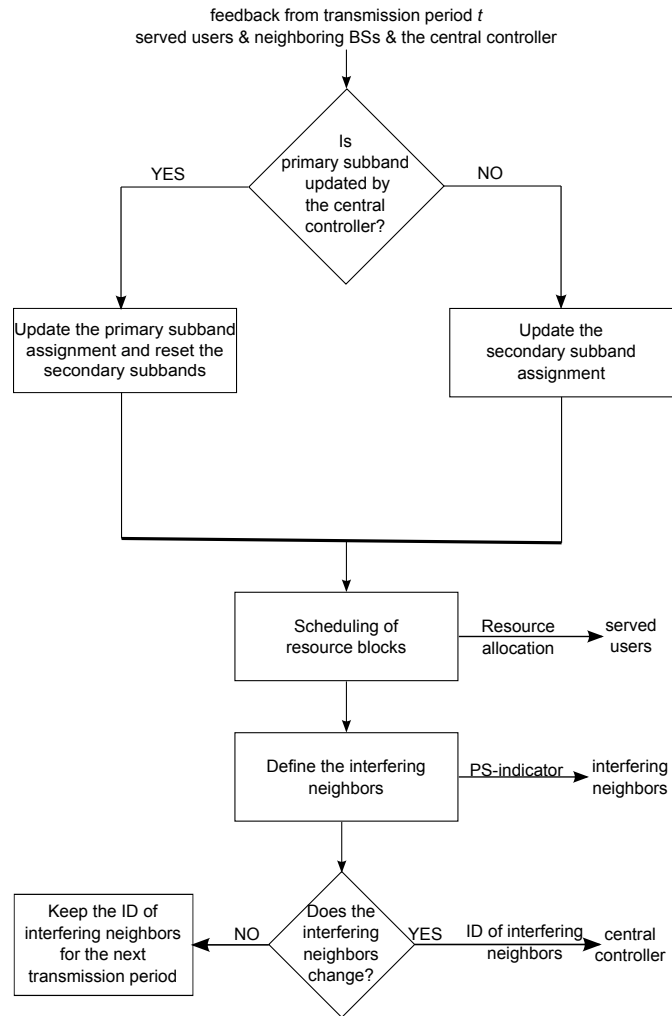 feedback from transmission period t
served users & neighboring BSs & the central controller
Is
primary subband
updated by
the central
controller?
YES
NO
Update the primary subband
assignment and reset the
secondary subbands
Update the
secondary subband
assignment
Scheduling of
resource blocks
Resource
allocation
served
users
Define the interfering
neighbors
PS-indicator
interfering
neighbors
Keep the ID of
interfering neighbors
for the next
transmission period
NO
Does the
interfering
neighbors
change?
YES
ID of interfering
neighbors
central
controller